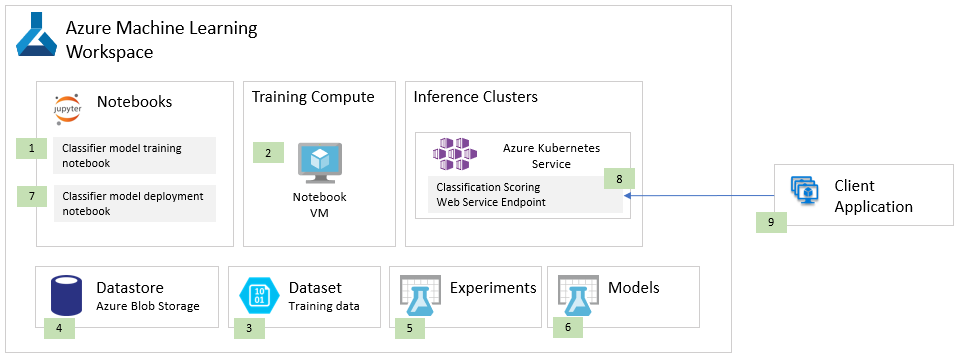 Azure Machine Learning
Workspace
Notebooks
jupyter
1
Classifier model training
notebook
7
Classifier model deployment
notebook
Training Compute
2
Notebook
VM
Inference Clusters
Azure Kubernetes
Service
8
Classification Scoring
Web Service Endpoint
Client
Application
9
Datastore
Azure Blob Storage
4
10
01
Dataset
Training data
3
Experiments
5
Models
6